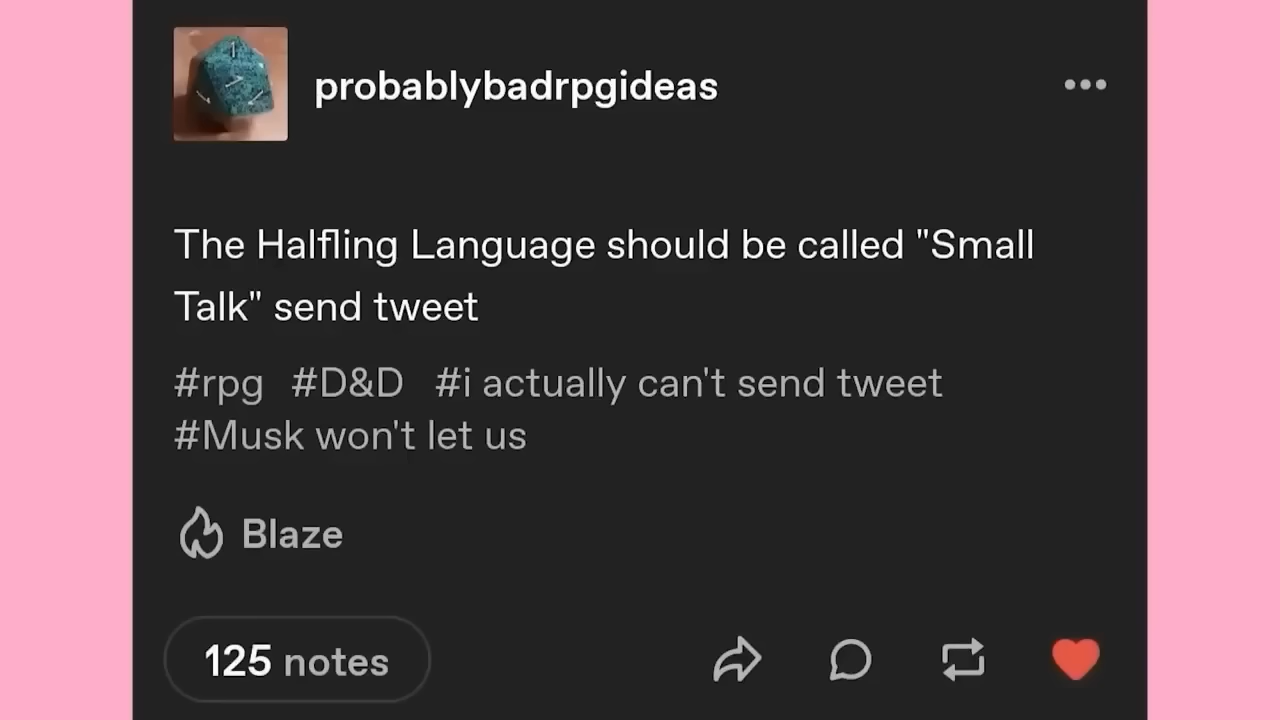 probablybadrpgideas
The Halfling Language should be called "Small
Talk" send tweet
#rpg #D&D #i actually can't send tweet
#Musk won't let us
Blaze
125 notes